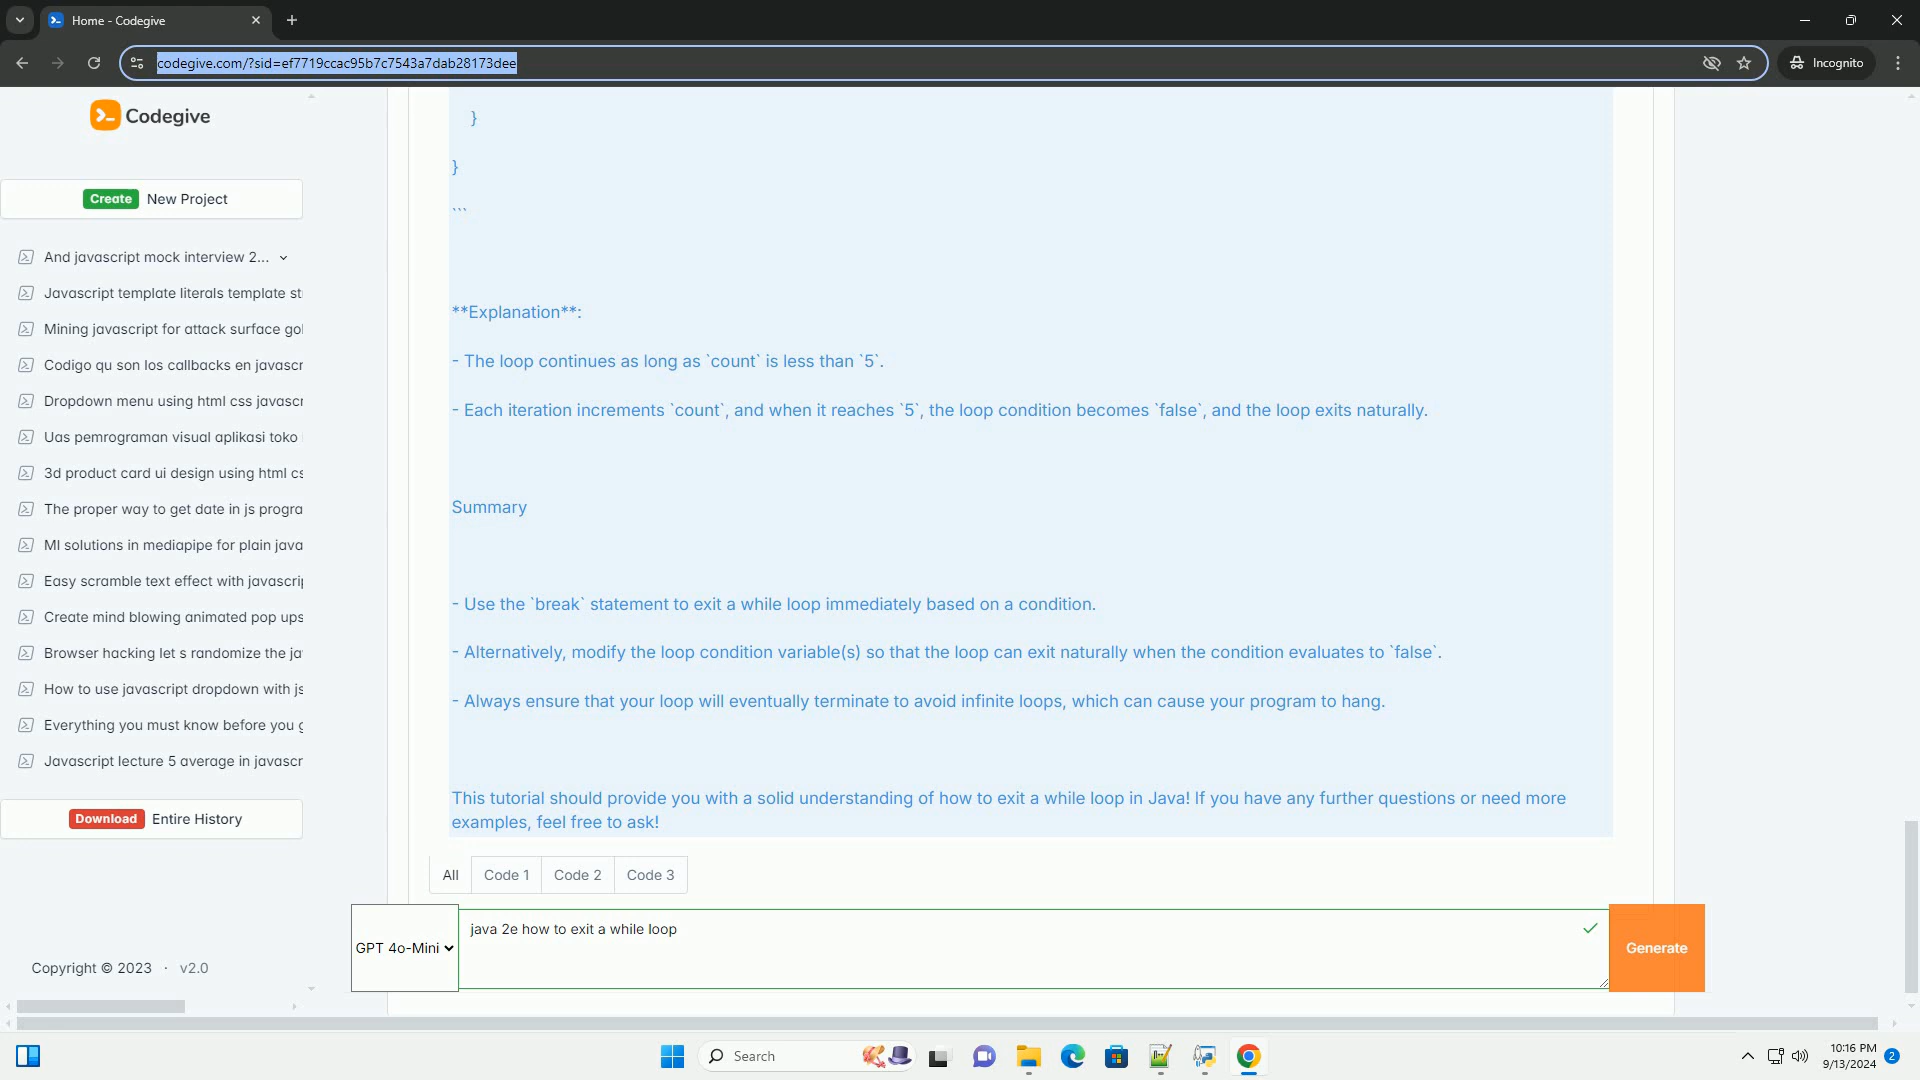 Home - Codegive
codegive.com/?sid=ef7719ccac95b7c7543a7dab28173dee
Incognito
Codegive
Create New Project
And javascript mock interview 2...
Javascript template literals template st
Mining javascript for attack surface gol
Codigo qu son los callbacks en javascr
Dropdown menu using html css javascr
Uas pemrograman visual aplikasi toko
3d product card ui design using html cs
The proper way to get date in js progra
Ml solutions in mediapipe for plain java
Easy scramble text effect with javascrip
Create mind blowing animated pop ups
Browser hacking let s randomize the ja
How to use javascript dropdown with js
Everything you must know before you g
Javascript lecture 5 average in javascr
Download Entire History
Copyright © 2023 · v2.0
}
}
```
**Explanation**:
- The loop continues as long as `count` is less than `5`.
- Each iteration increments `count`, and when it reaches `5`, the loop condition becomes `false`, and the loop exits naturally.
Summary
- Use the `break` statement to exit a while loop immediately based on a condition.
- Alternatively, modify the loop condition variable(s) so that the loop can exit naturally when the condition evaluates to `false`.
- Always ensure that your loop will eventually terminate to avoid infinite loops, which can cause your program to hang.
This tutorial should provide you with a solid understanding of how to exit a while loop in Java! If you have any further questions or need more
examples, feel free to ask!
All Code 1 Code 2 Code 3
GPT 4o-Mini
java 2e how to exit a while loop
Generate
Search
10:16 PM
9/13/2024
2